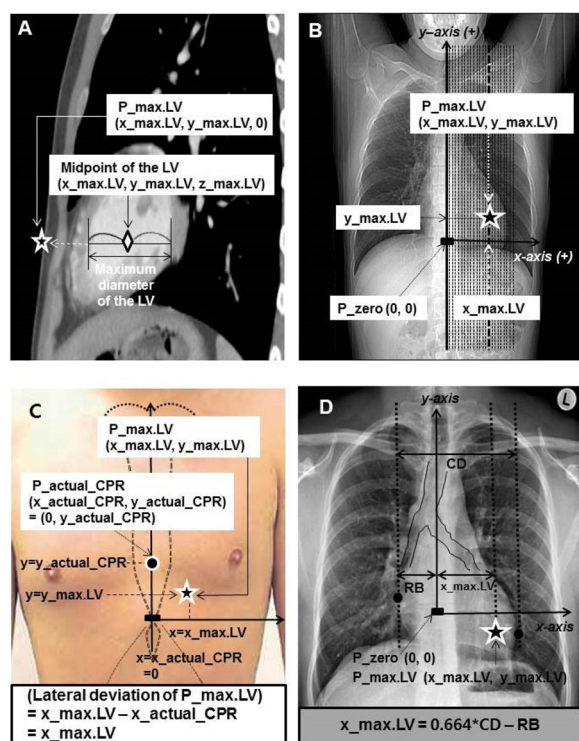 A
P_max.LV
(x_max.LV, y_max.LV, 0)
Midpoint of the LV
(x_max.LV, y_max.LV, z_max.LV)
Maximum
diameter
of the LV
B
y–axis (+)
P_max.LV
(x_max.LV, y_max.LV)
y_max.LV
x-axis (+)
P_zero (0, 0)
x_max.LV
C
P_max.LV
(x_max.LV, y_max.LV)
P_actual_CPR
(x_actual_CPR, y_actual_CPR)
= (0, y_actual_CPR)
y=y_actual_CPR
y=y_max.LV
x=x_max.LV
x=x_actual_CPR
=0
(Lateral deviation of P_max.LV)
= x_max.LV – x_actual_CPR
= x_max.LV
D
y-axis
L
CD
RB
x_max.LV
x-axis
P_zero (0, 0)
P_max.LV (x_max.LV, y_max.LV)
x_max.LV = 0.664*CD – RB